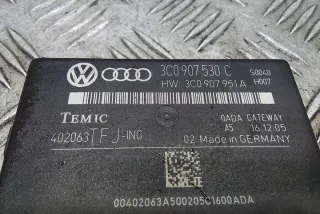 3C0 907 530 C S0040
HW: 3C0 907 951 A H007
TEMIC OADA GATEWAY
402063TFJ-ING A5 16.12.05
02 Made in GERMANY
00402063A500205C1600ADA